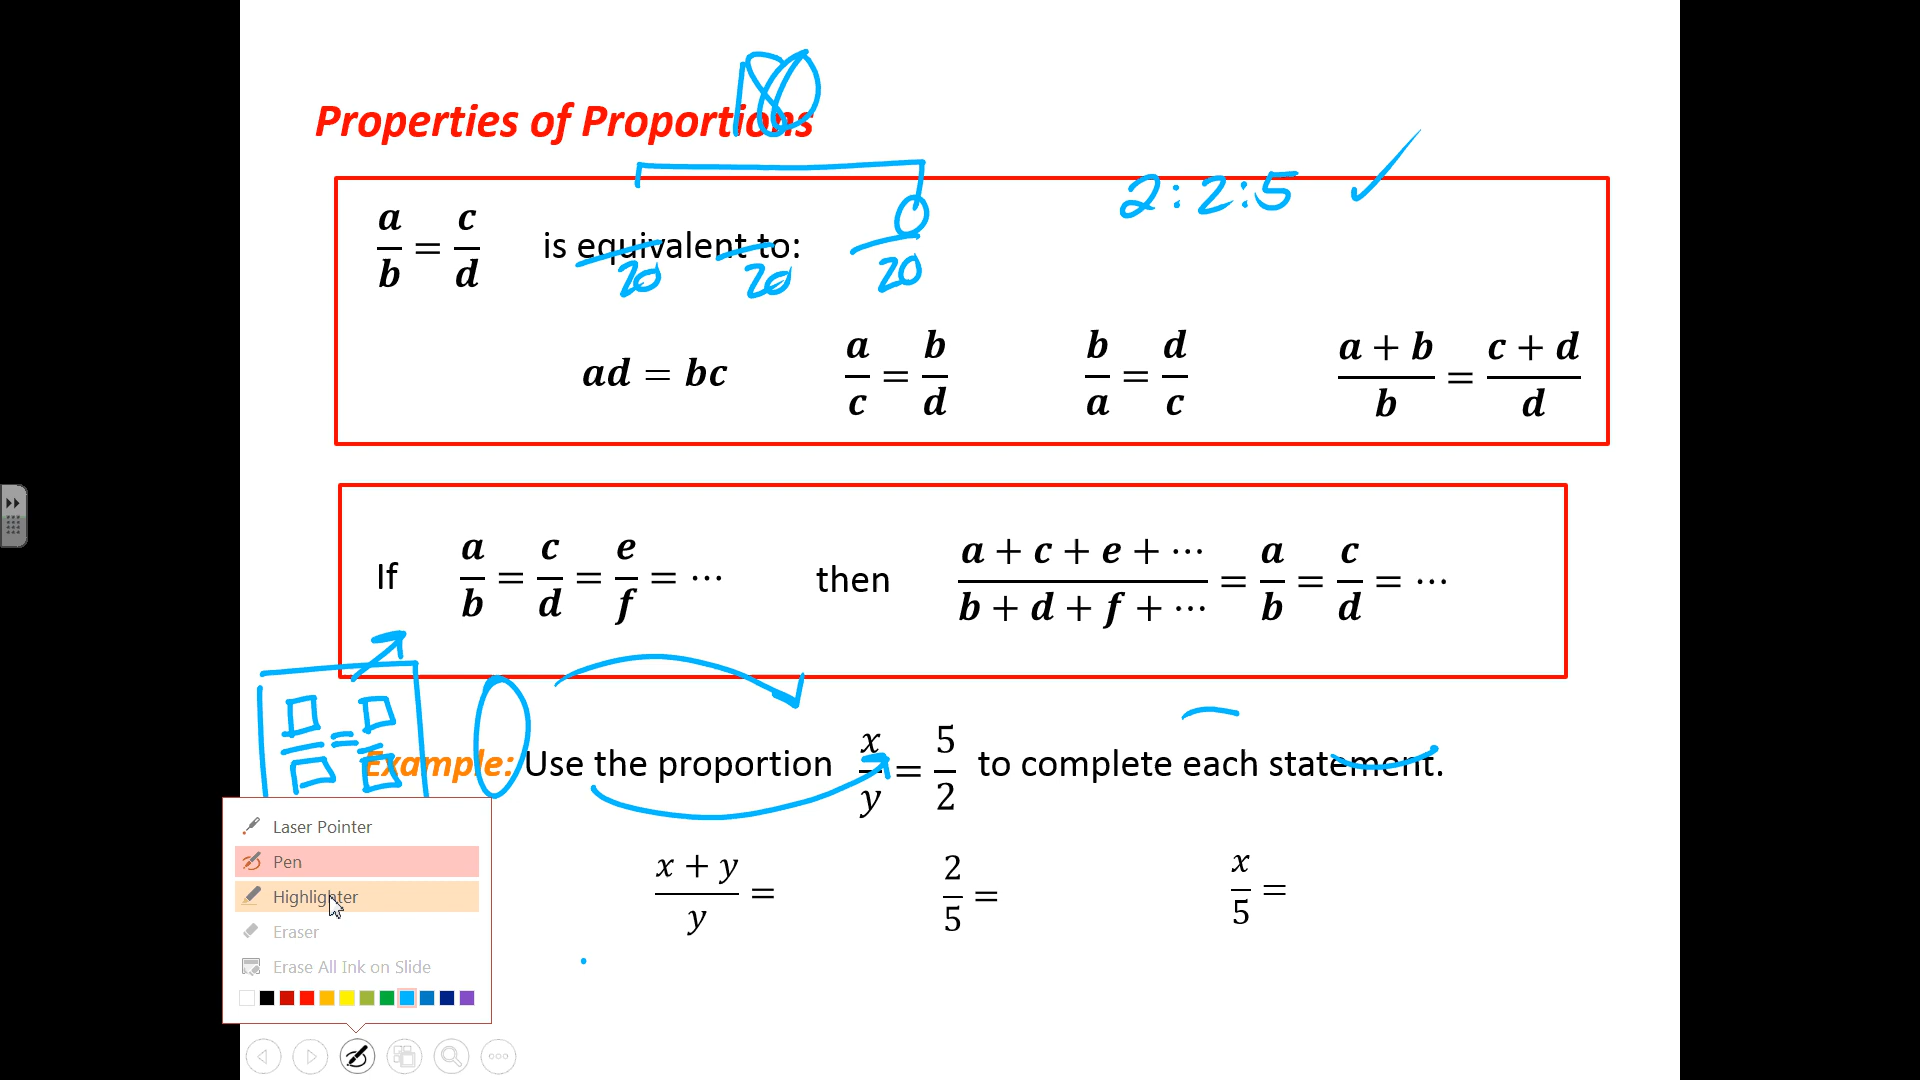 18
Properties of Proportions
2:2:5 ✓
a/b = c/d is equivalent to: 0
20 20 20
ad = bc a/c = b/d b/a = d/c (a + b)/b = (c + d)/d
If a/b = c/d = e/f = ⋯ then (a + c + e + ⋯)/(b + d + f + ⋯) = a/b = c/d = ⋯
Example: Use the proportion x/y = 5/2 to complete each statement.
(x + y)/y = 2/5 = x/5 =
Laser Pointer
Pen
Highlighter
Eraser
Erase All Ink on Slide